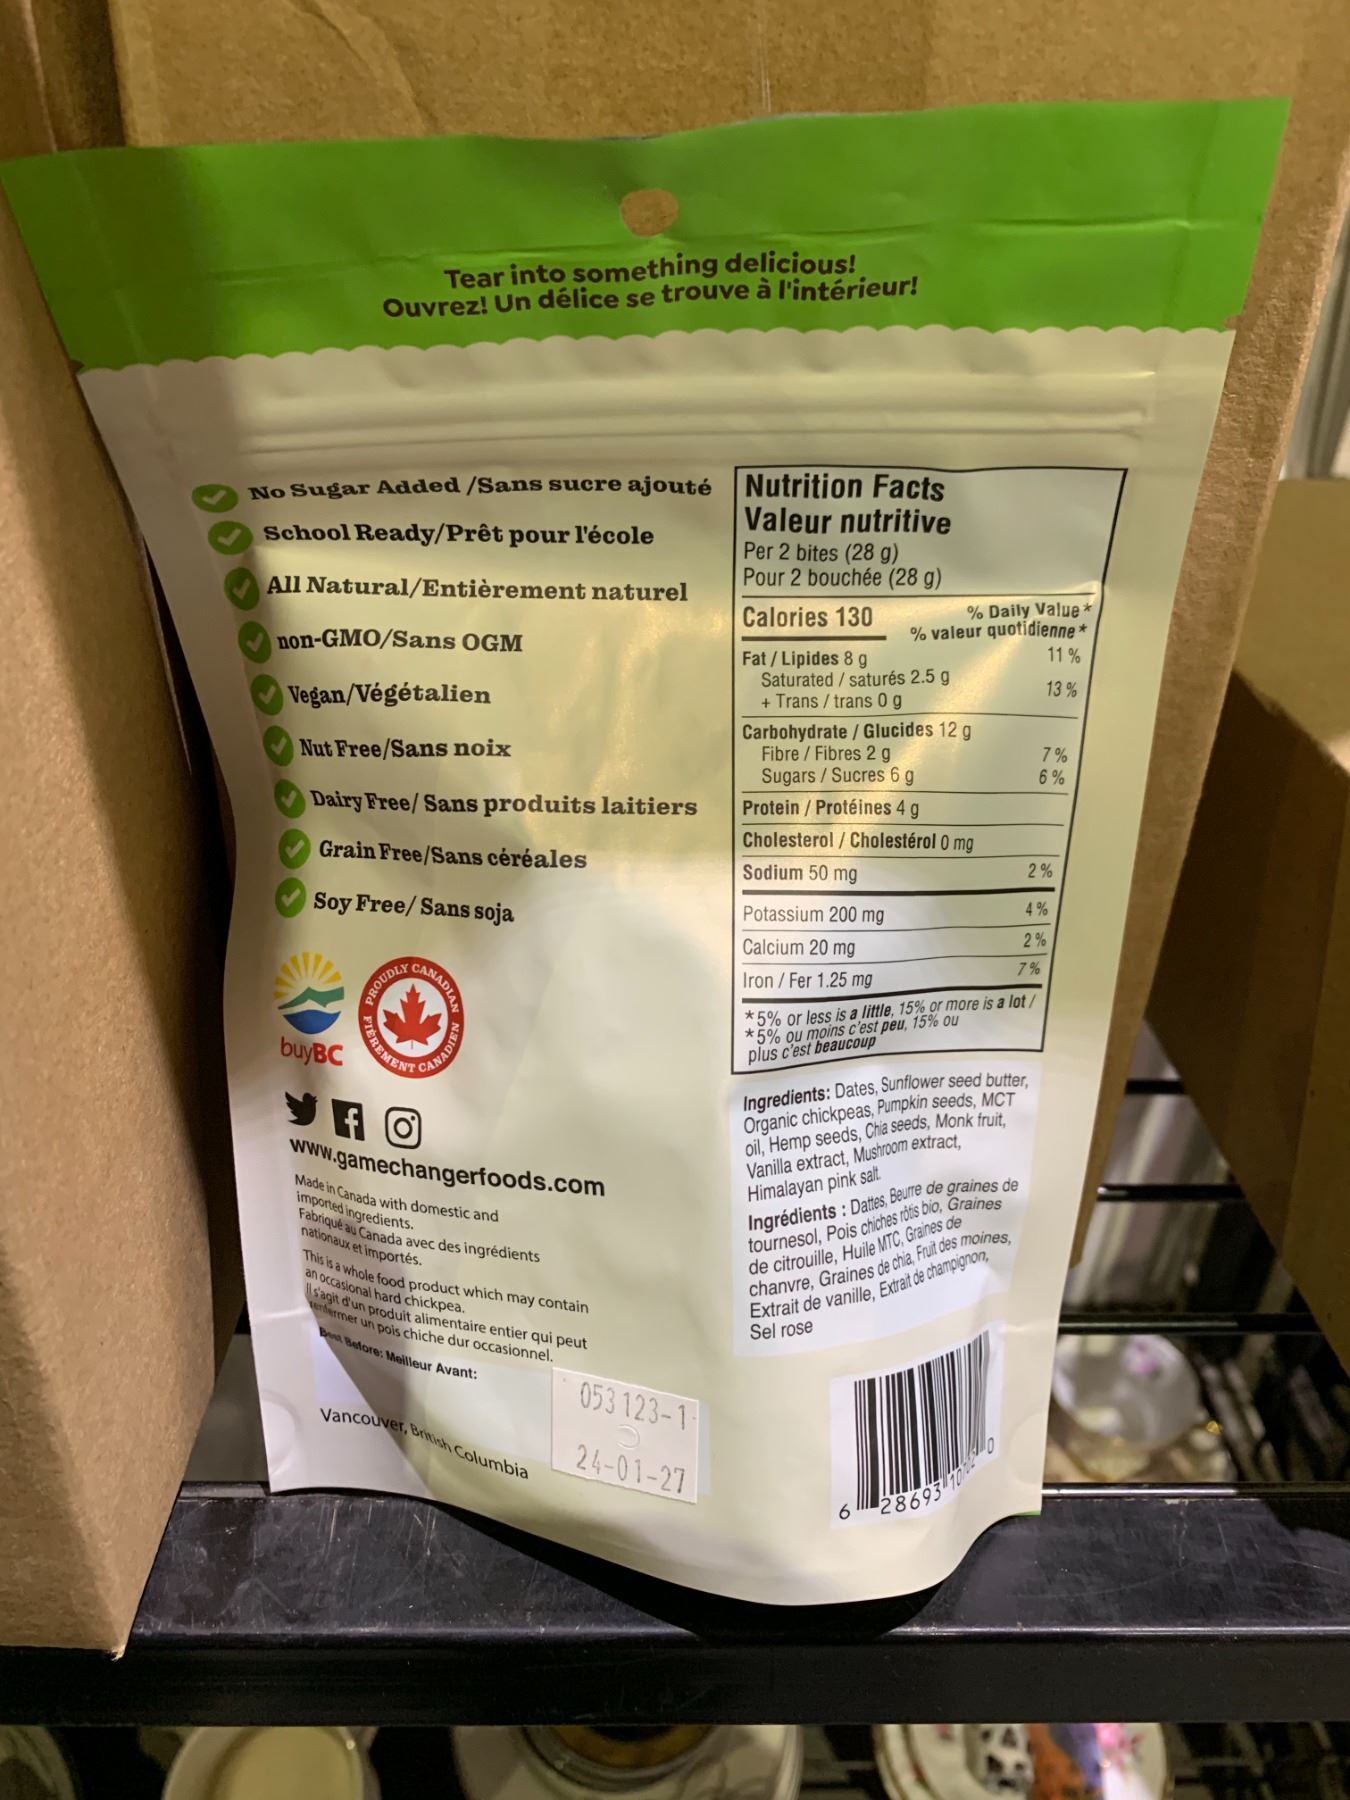 Tear into something delicious!
Ouvrez! Un délice se trouve à l'intérieur!
No Sugar Added /Sans sucre ajouté
School Ready/Prêt pour l'école
All Natural/Entièrement naturel
non-GMO/Sans OGM
Vegan/Végétalien
Nut Free/Sans noix
Dairy Free/ Sans produits laitiers
Grain Free/Sans céréales
Soy Free/ Sans soja
buyBC
PROUDLY CANADIAN
FIÈREMENT CANADIEN
www.gamechangerfoods.com
Made in Canada with domestic and
imported ingredients.
Fabriqué au Canada avec des ingrédients
nationaux et importés.
This is a whole food product which may contain
an occasional hard chickpea.
Il s'agit d'un produit alimentaire entier qui peut
renfermer un pois chiche dur occasionnel.
Best Before: Meilleur Avant:
053 123-1
24-01-27
Vancouver, British Columbia
Nutrition Facts
Valeur nutritive
Per 2 bites (28 g)
Pour 2 bouchée (28 g)
Calories 130
% Daily Value*
% valeur quotidienne*
Fat / Lipides 8 g 11 %
Saturated / saturés 2.5 g
+ Trans / trans 0 g 13 %
Carbohydrate / Glucides 12 g
Fibre / Fibres 2 g 7 %
Sugars / Sucres 6 g 6 %
Protein / Protéines 4 g
Cholesterol / Cholestérol 0 mg
Sodium 50 mg 2 %
Potassium 200 mg 4 %
Calcium 20 mg 2 %
Iron / Fer 1.25 mg 7 %
*5% or less is a little, 15% or more is a lot /
*5% ou moins c'est peu, 15% ou
plus c'est beaucoup
Ingredients: Dates, Sunflower seed butter,
Organic chickpeas, Pumpkin seeds, MCT
oil, Hemp seeds, Chia seeds, Monk fruit,
Vanilla extract, Mushroom extract,
Himalayan pink salt.
Ingrédients : Dattes, Beurre de graines de
tournesol, Pois chiches rôtis bio, Graines
de citrouille, Huile MTC, Graines de
chanvre, Graines de chia, Fruit des moines,
Extrait de vanille, Extrait de champignon,
Sel rose
6 28693 0